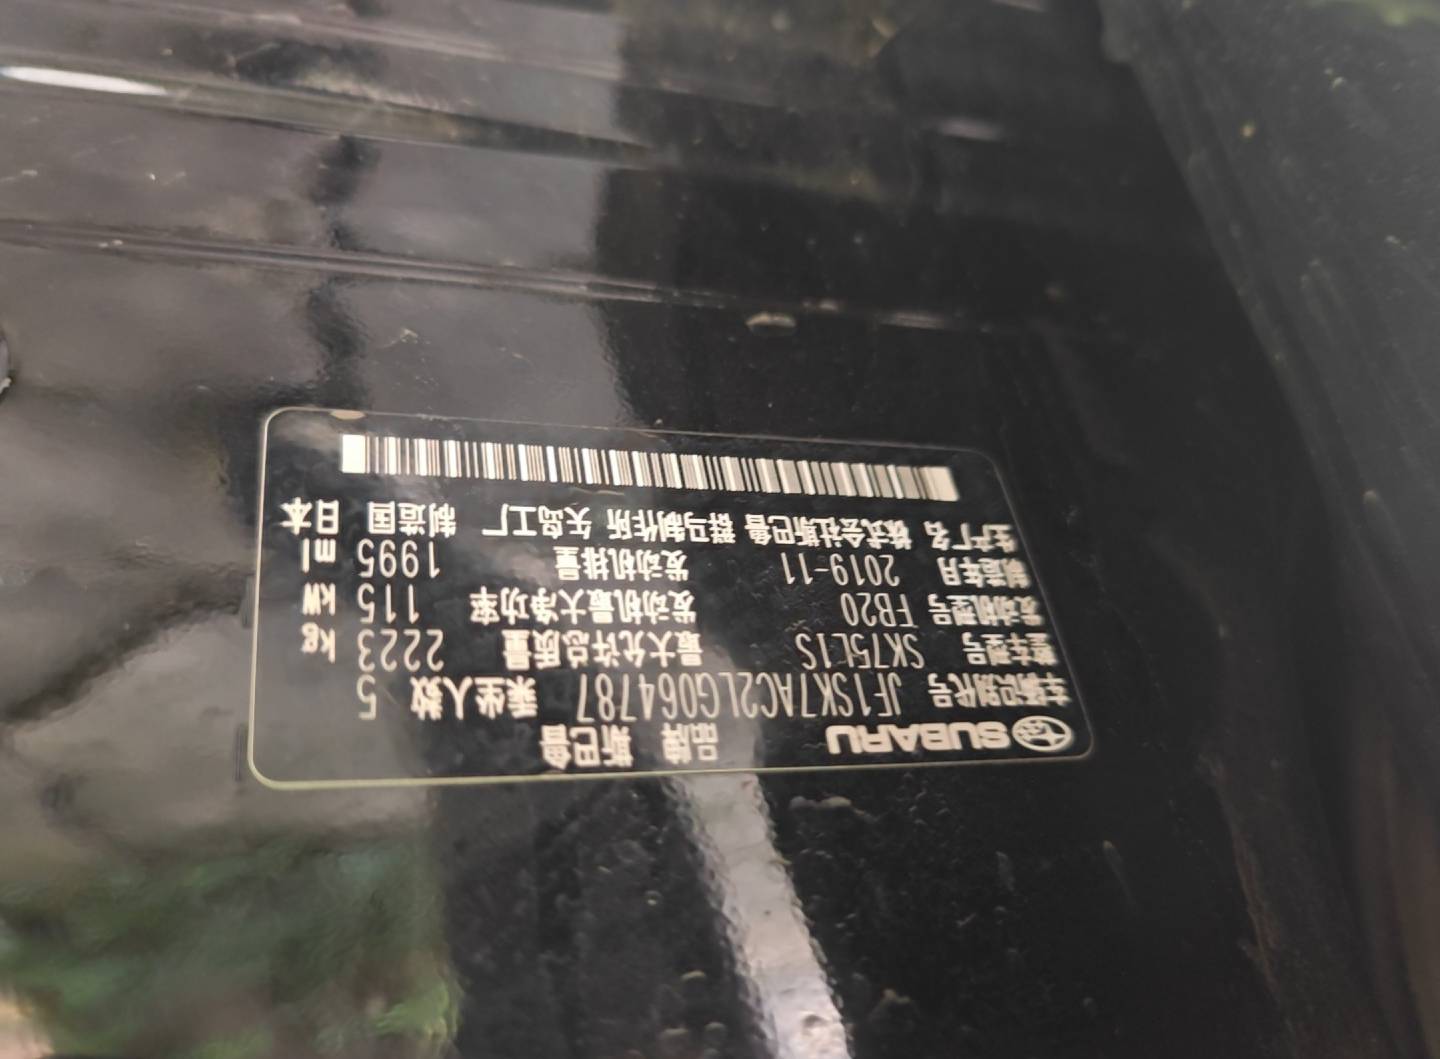 SUBARU 品牌 斯巴鲁
车辆识别代号 JF1SK7AC2LG064787 乘坐人数 5
整车型号 SK75L1S 最大允许总质量 2223 kg
发动机型号 FB20 发动机最大净功率 115 kW
制造年月 2019-11 发动机排量 1995 ml
生产厂名 株式会社斯巴鲁 群马制作所 矢岛工厂 制造国 日本